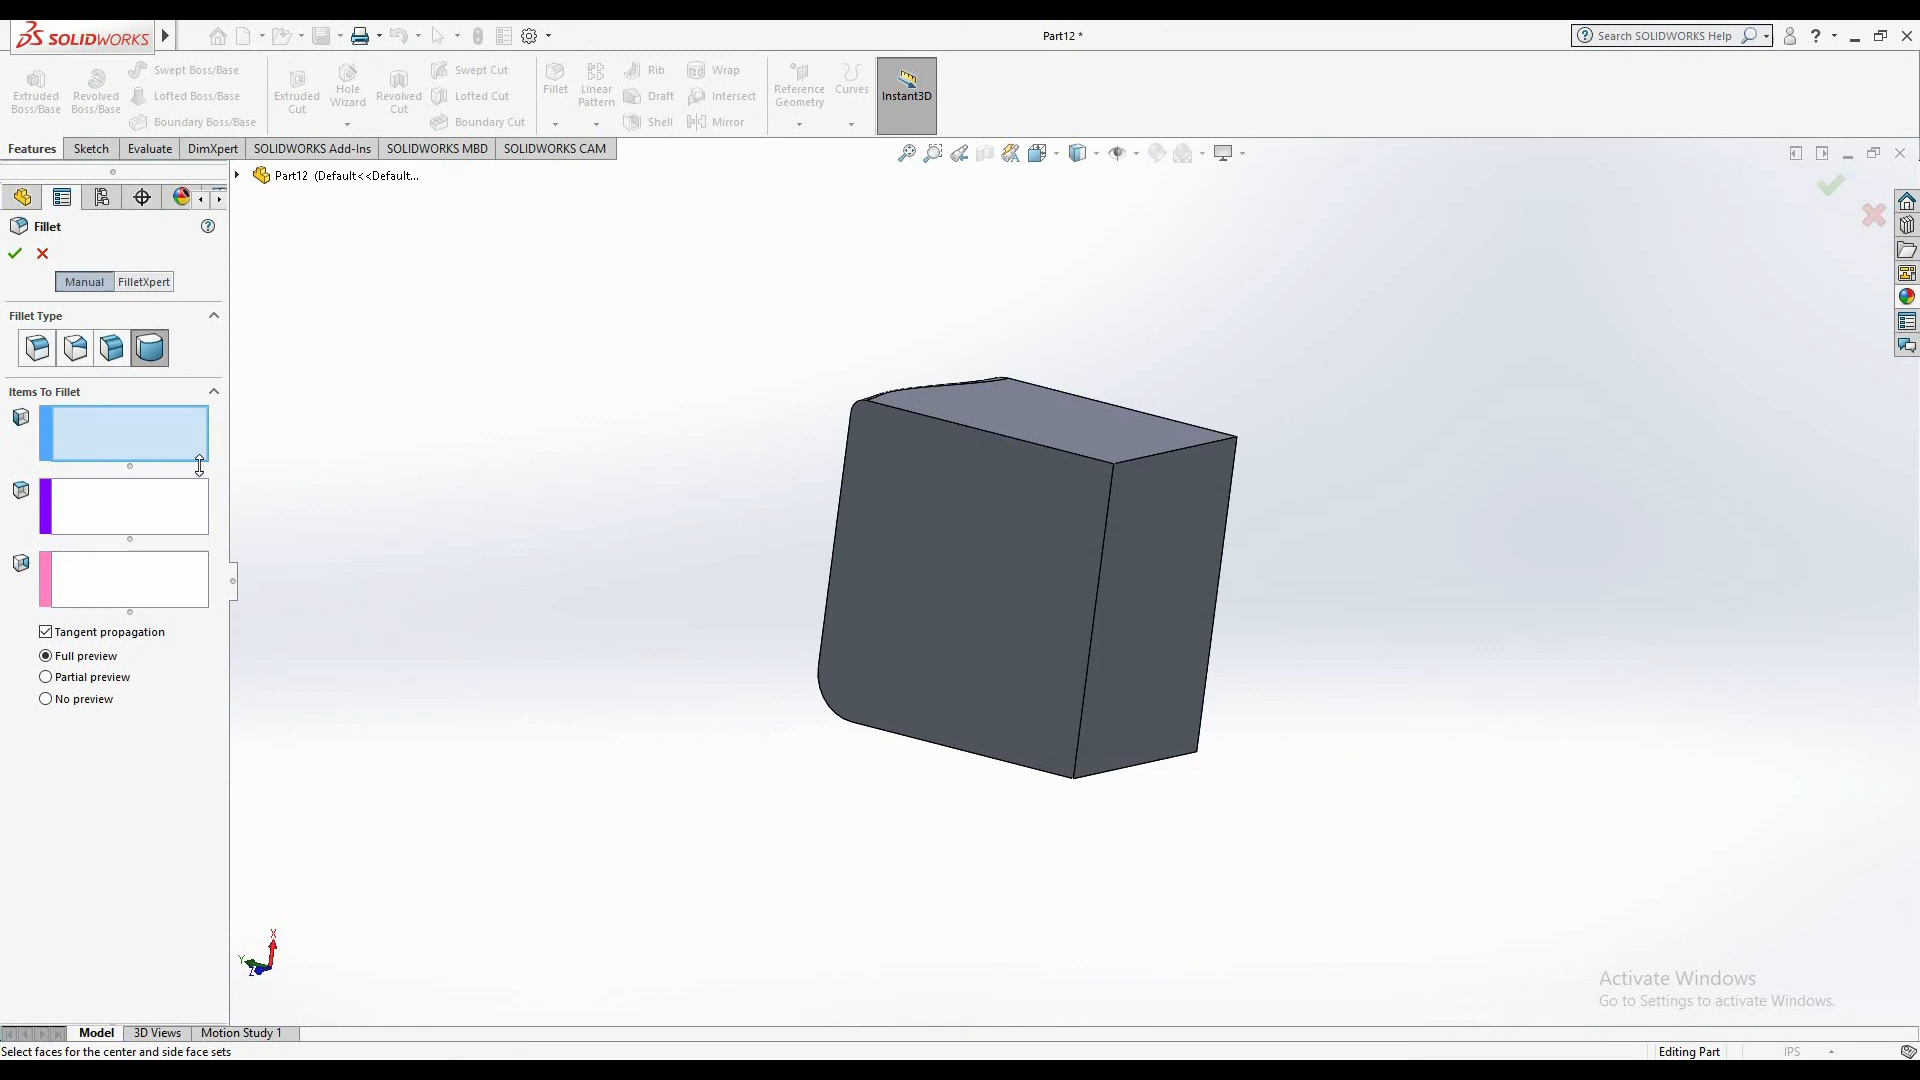 SOLIDWORKS
Part12 *
Search SOLIDWORKS Help
Extruded Boss/Base
Revolved Boss/Base
Swept Boss/Base
Lofted Boss/Base
Boundary Boss/Base
Extruded Cut
Hole Wizard
Revolved Cut
Swept Cut
Lofted Cut
Boundary Cut
Fillet
Linear Pattern
Rib
Draft
Shell
Wrap
Intersect
Mirror
Reference Geometry
Curves
Instant3D
Features
Sketch
Evaluate
DimXpert
SOLIDWORKS Add-Ins
SOLIDWORKS MBD
SOLIDWORKS CAM
Part12 (Default<<Default...
Fillet
Manual
FilletXpert
Fillet Type
Items To Fillet
Tangent propagation
Full preview
Partial preview
No preview
X
Y
Z
Activate Windows
Go to Settings to activate Windows.
Model
3D Views
Motion Study 1
Select faces for the center and side face sets
Editing Part
IPS